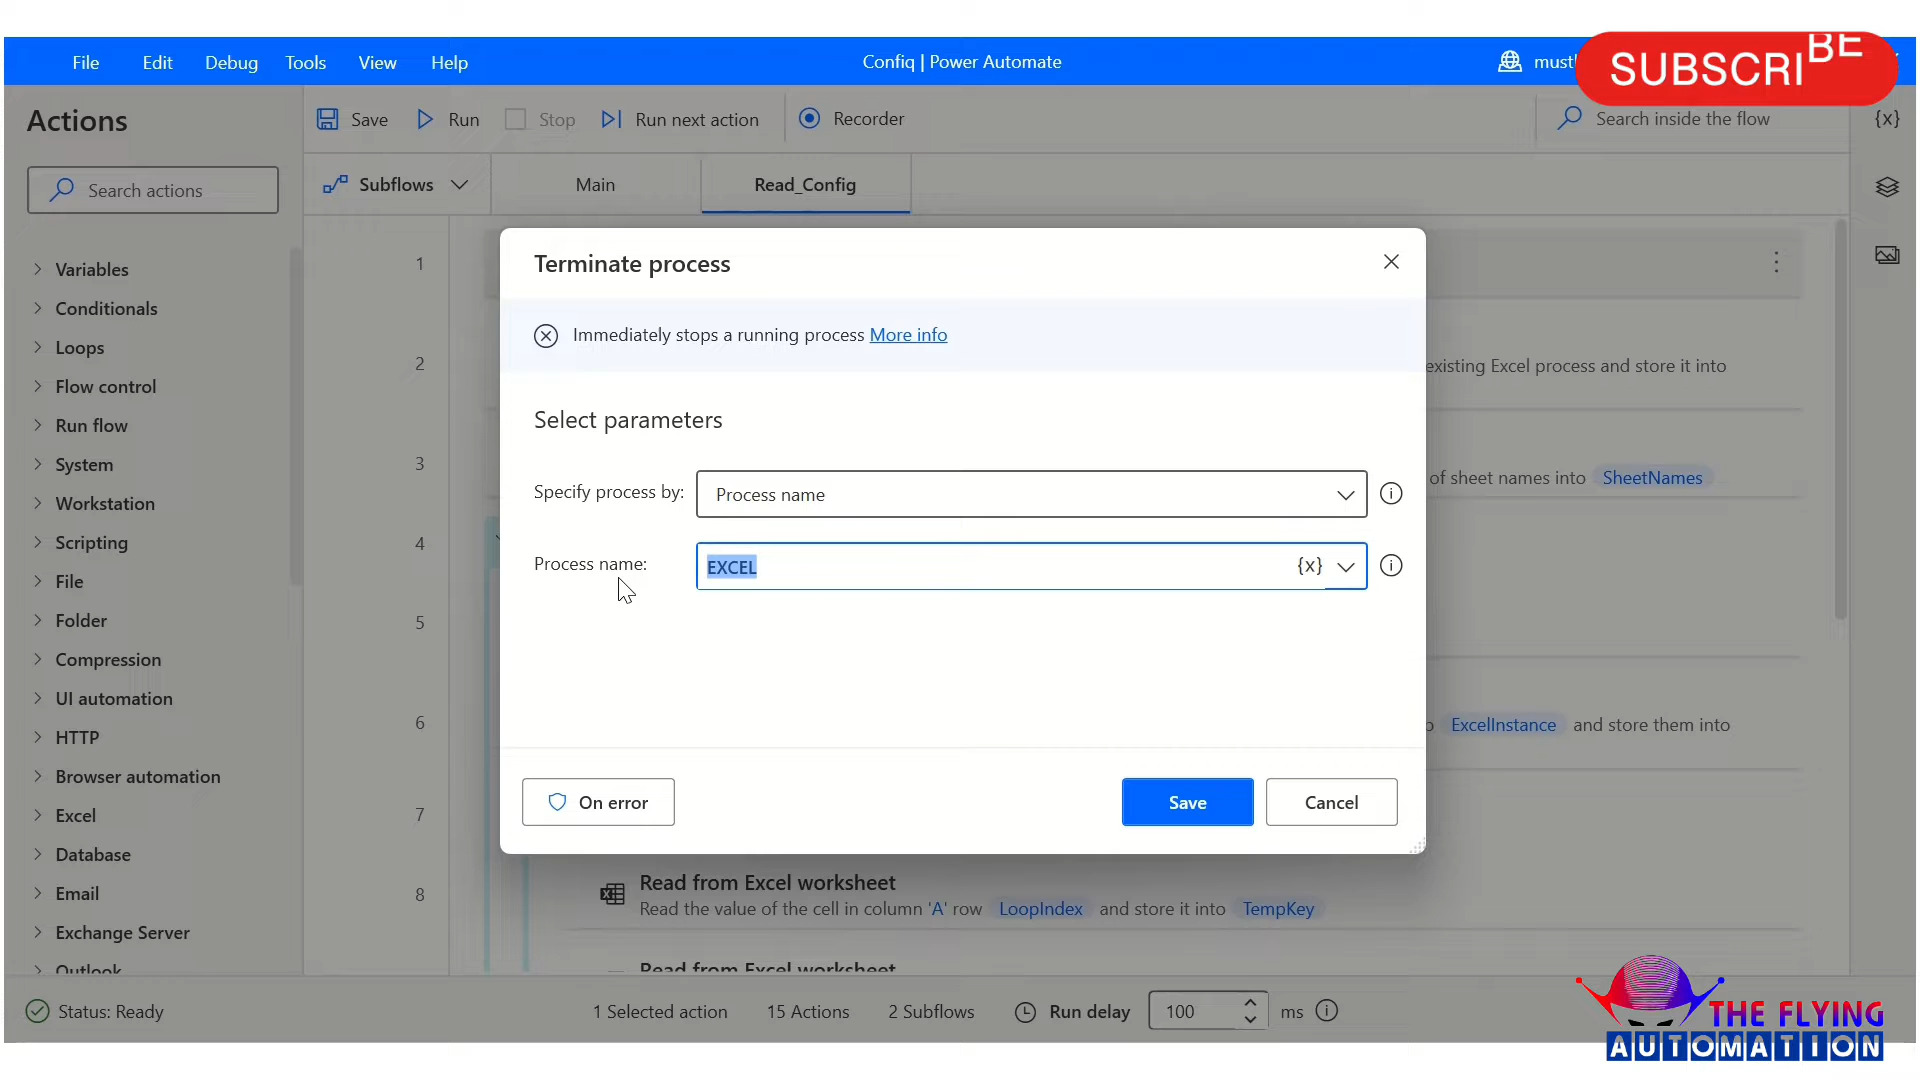 File Edit Debug Tools View Help Config | Power Automate
SUBSCRIBE
Actions Save Run Stop Run next action Recorder Search inside the flow {x}
Search actions Subflows Main Read_Config
Variables
Conditionals
Loops
Flow control
Run flow
System
Workstation
Scripting
File
Folder
Compression
UI automation
HTTP
Browser automation
Excel
Database
Email
Exchange Server
Outlook
1
2
3
4
5
6
7
8
Terminate process
Immediately stops a running process More info
Select parameters
Specify process by: Process name
Process name: EXCEL {x}
On error Save Cancel
existing Excel process and store it into
of sheet names into SheetNames
ExcelInstance and store them into
Read from Excel worksheet
Read the value of the cell in column 'A' row LoopIndex and store it into TempKey
Read from Excel worksheet
Status: Ready 1 Selected action 15 Actions 2 Subflows Run delay 100 ms
THE FLYING
AUTOMATION